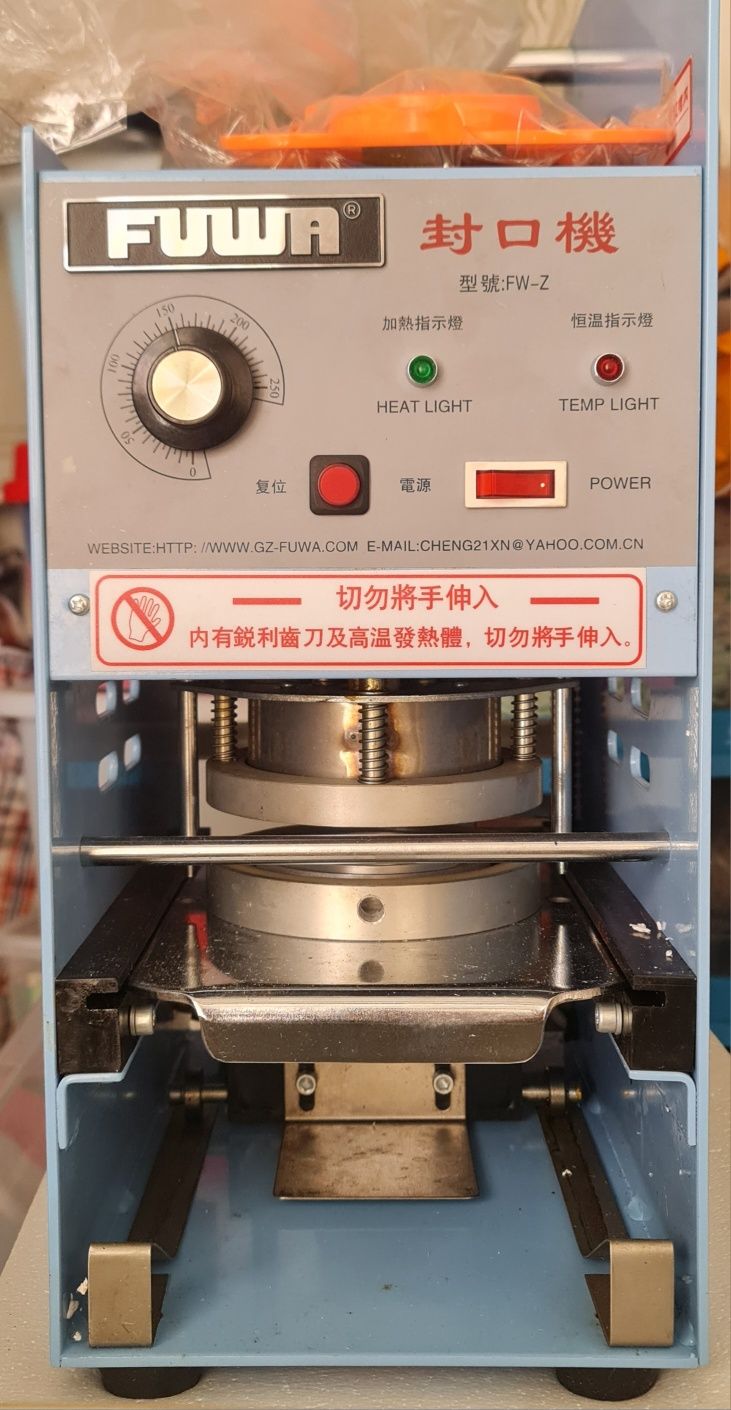 FUWA®
封口機
型號:FW-Z
0
50
100
150
200
250
加熱指示燈
HEAT LIGHT
恒温指示燈
TEMP LIGHT
复位
電源
POWER
WEBSITE:HTTP: //WWW.GZ-FUWA.COM E-MAIL:CHENG21XN@YAHOO.COM.CN
切勿將手伸入
内有鋭利齒刀及高温發熱體，切勿將手伸入。